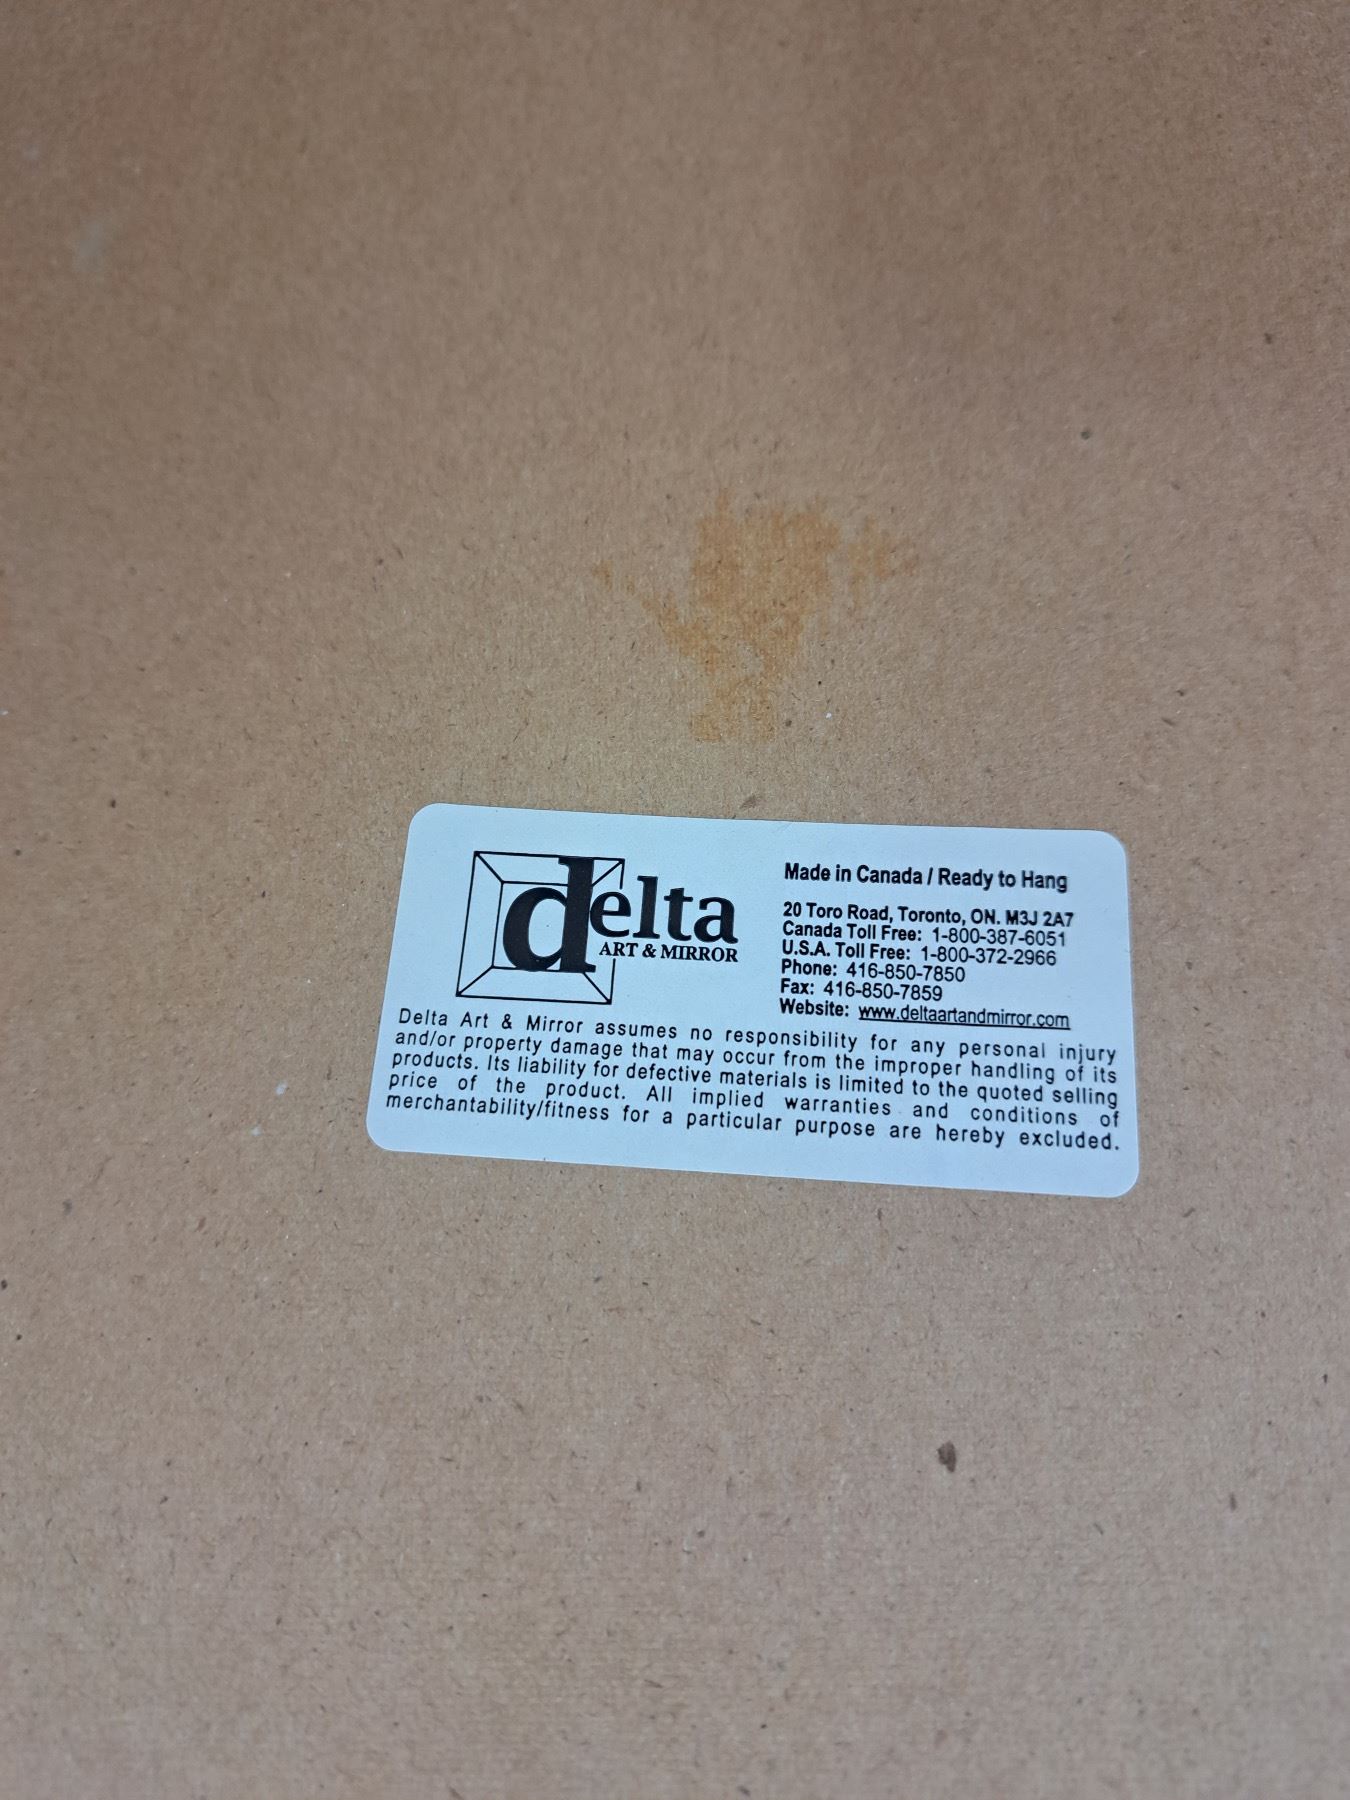 delta
ART & MIRROR
Made in Canada / Ready to Hang
20 Toro Road, Toronto, ON. M3J 2A7
Canada Toll Free: 1-800-387-6051
U.S.A. Toll Free: 1-800-372-2966
Phone: 416-850-7850
Fax: 416-850-7859
Website: www.deltaartandmirror.com
Delta Art & Mirror assumes no responsibility for any personal injury
and/or property damage that may occur from the improper handling of its
products. Its liability for defective materials is limited to the quoted selling
price of the product. All implied warranties and conditions of
merchantability/fitness for a particular purpose are hereby excluded.